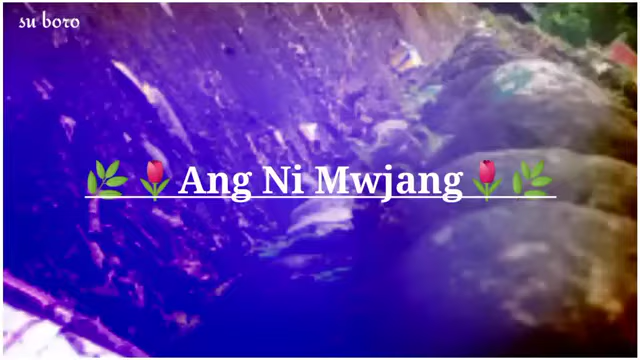 su boro
🌿🌷Ang Ni Mwjang🌷🌿